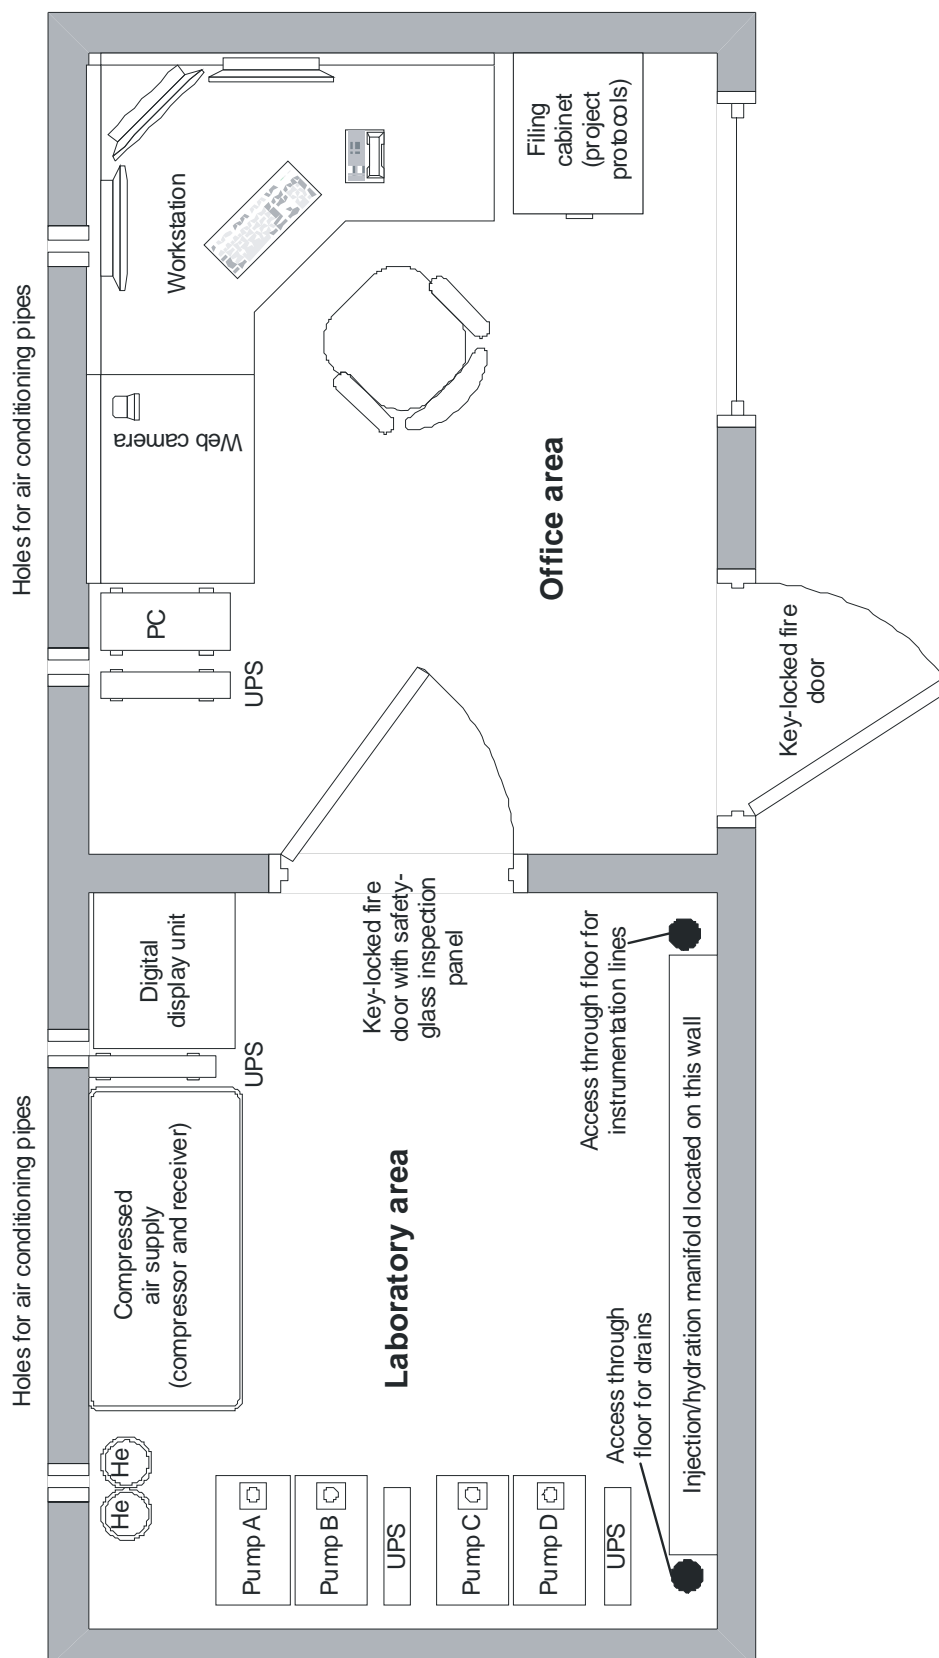 Holes for air conditioning pipes
Holes for air conditioning pipes
He
He
Compressed
air supply
(compressor and receiver)
UPS
Digital
display unit
UPS
PC
Web camera
Workstation
Pump A
Pump B
UPS
Pump C
Pump D
UPS
Laboratory area
Key-locked fire
door with safety-
glass inspection
panel
Office area
Filing
cabinet
(project
protocols)
Access through
floor for drains
Access through floor for
instrumentation lines
Injection/hydration manifold located on this wall
Key-locked fire
door